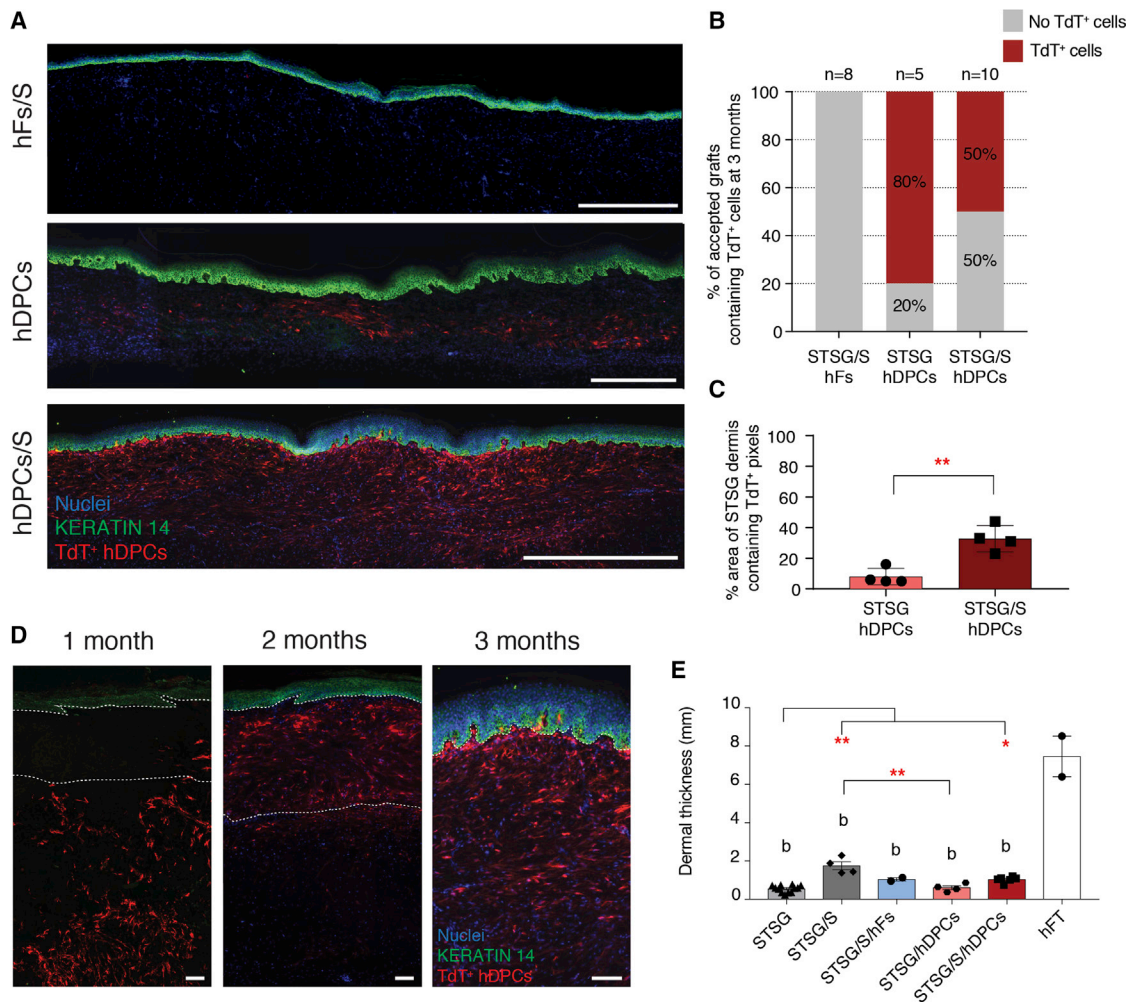 A
hFs/S
hDPCs
hDPCs/S
Nuclei
KERATIN 14
TdT⁺ hDPCs
B
No TdT⁺ cells
TdT⁺ cells
n=8 n=5 n=10
% of accepted grafts
containing TdT⁺ cells at 3 months
100
80
60
40
20
0
80%
20%
50%
50%
STSG/S
hFs
STSG
hDPCs
STSG/S
hDPCs
C
% area of STSG dermis
containing TdT⁺ pixels
100
80
60
40
20
0
**
STSG
hDPCs
STSG/S
hDPCs
D
1 month
2 months
3 months
Nuclei
KERATIN 14
TdT⁺ hDPCs
E
Dermal thickness (mm)
10
8
6
4
2
0
**
*
**
b
b
b
b
b
STSG
STSG/S
STSG/S/hFs
STSG/hDPCs
STSG/S/hDPCs
hFT